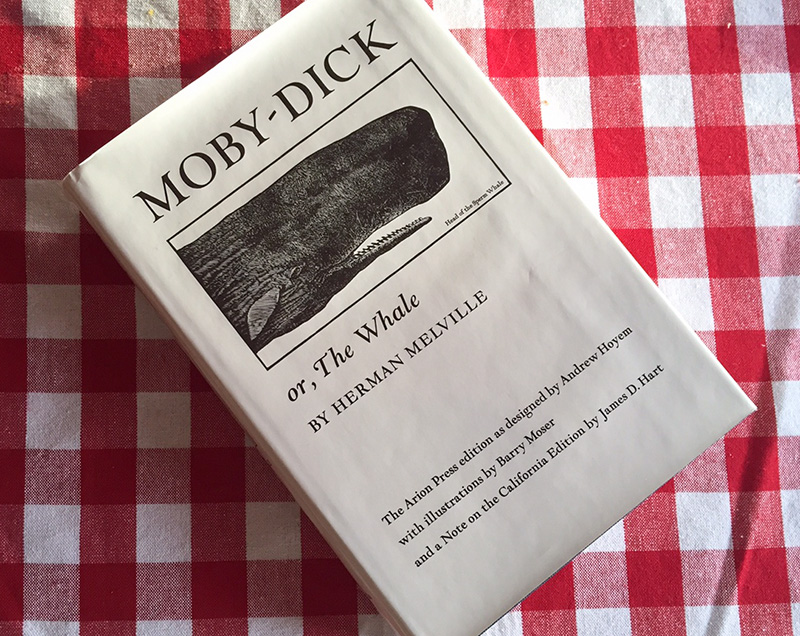 MOBY-DICK
Head of the Sperm Whale
or, The Whale
BY HERMAN MELVILLE
The Arion Press edition as designed by Andrew Hoyem
with illustrations by Barry Moser
and a Note on the California Edition by James D. Hart